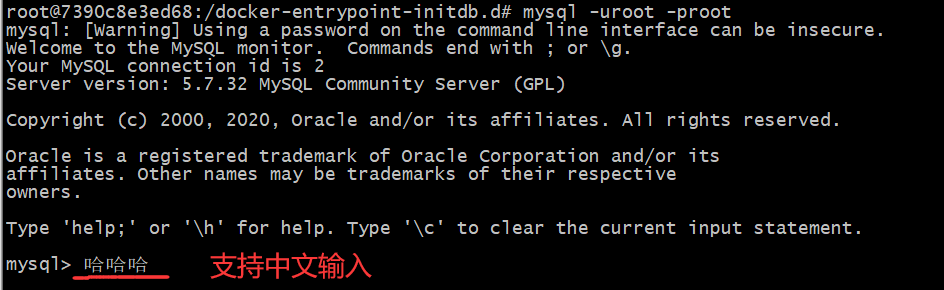 root@7390c8e3ed68:/docker-entrypoint-initdb.d# mysql -uroot -proot
mysql: [Warning] Using a password on the command line interface can be insecure.
Welcome to the MySQL monitor.  Commands end with ; or \g.
Your MySQL connection id is 2
Server version: 5.7.32 MySQL Community Server (GPL)
Copyright (c) 2000, 2020, Oracle and/or its affiliates. All rights reserved.
Oracle is a registered trademark of Oracle Corporation and/or its
affiliates. Other names may be trademarks of their respective
owners.
Type 'help;' or '\h' for help. Type '\c' to clear the current input statement.
mysql> 哈哈哈 支持中文输入